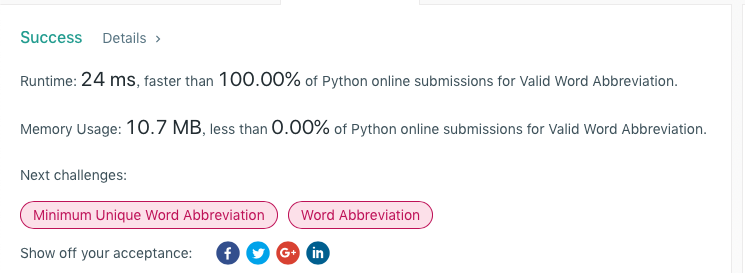 Success Details >
Runtime: 24 ms, faster than 100.00% of Python online submissions for Valid Word Abbreviation.
Memory Usage: 10.7 MB, less than 0.00% of Python online submissions for Valid Word Abbreviation.
Next challenges:
Minimum Unique Word Abbreviation Word Abbreviation
Show off your acceptance: f G+ in